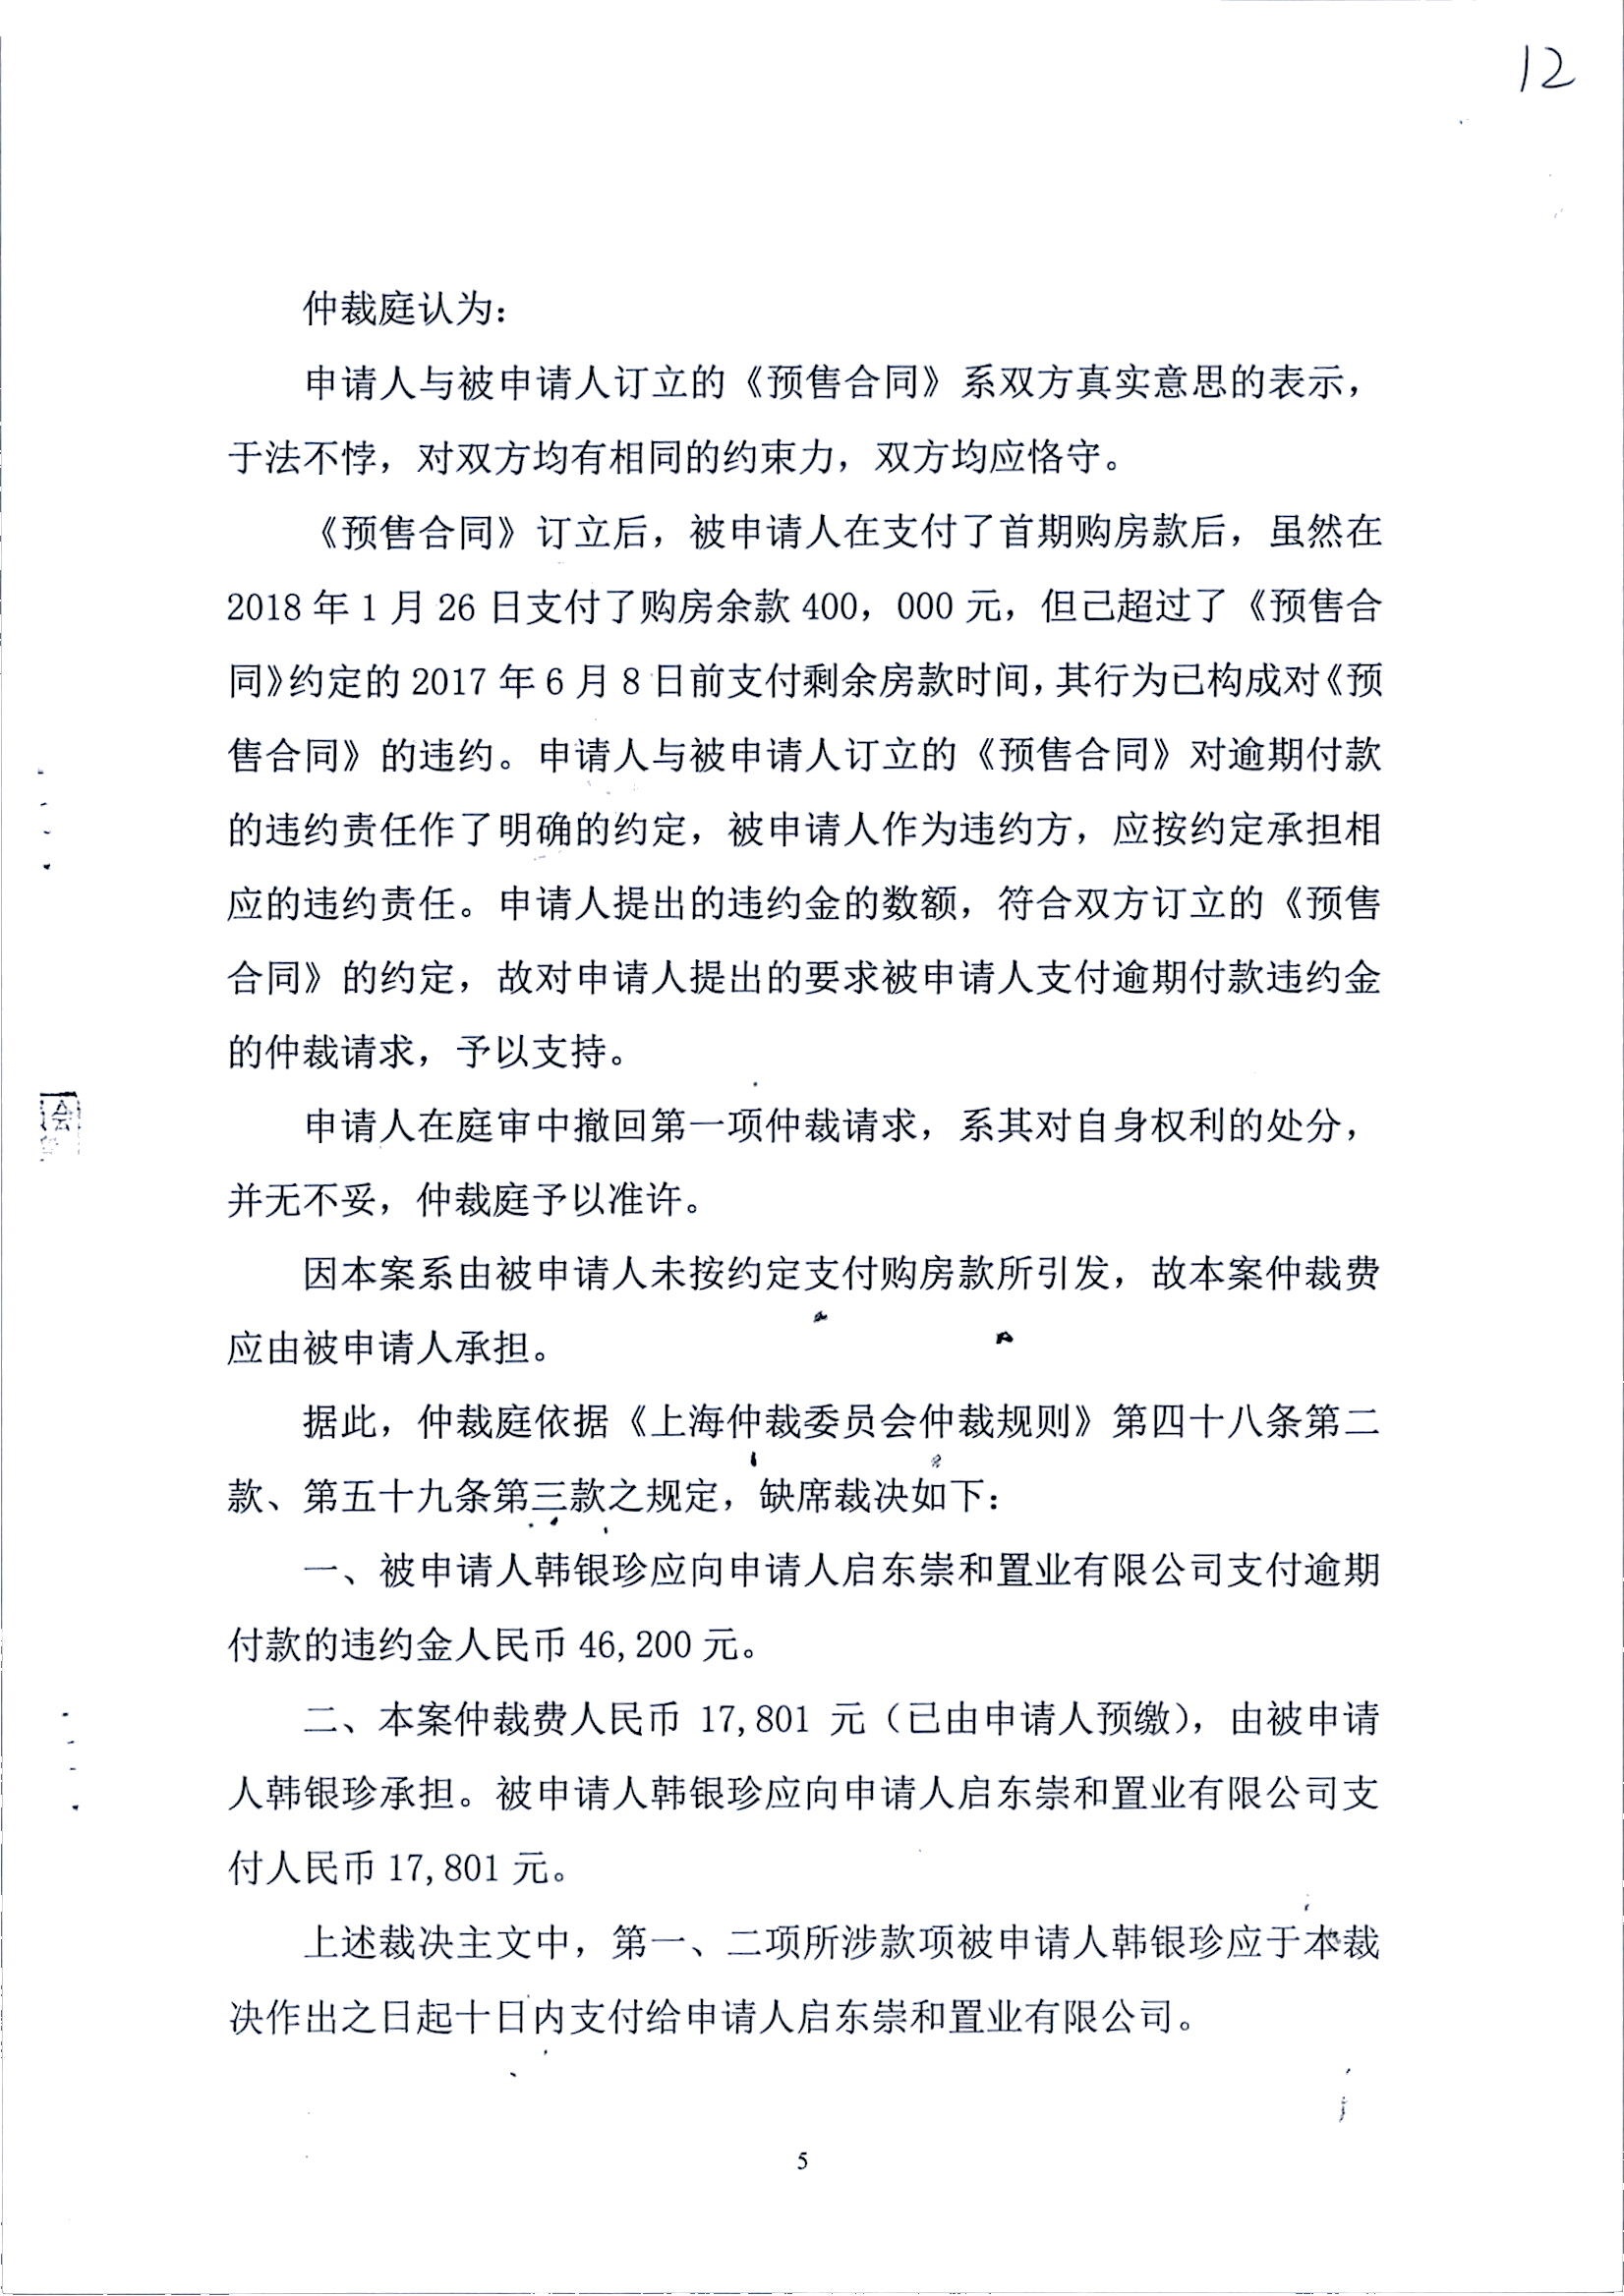 12
仲裁庭认为：
申请人与被申请人订立的《预售合同》系双方真实意思的表示，
于法不悖，对双方均有相同的约束力，双方均应恪守。
《预售合同》订立后，被申请人在支付了首期购房款后，虽然在
2018 年 1 月 26 日支付了购房余款 400，000 元，但己超过了《预售合
同》约定的 2017 年 6 月 8 日前支付剩余房款时间，其行为已构成对《预
售合同》的违约。申请人与被申请人订立的《预售合同》对逾期付款
的违约责任作了明确的约定，被申请人作为违约方，应按约定承担相
应的违约责任。申请人提出的违约金的数额，符合双方订立的《预售
合同》的约定，故对申请人提出的要求被申请人支付逾期付款违约金
的仲裁请求，予以支持。
申请人在庭审中撤回第一项仲裁请求，系其对自身权利的处分，
并无不妥，仲裁庭予以准许。
因本案系由被申请人未按约定支付购房款所引发，故本案仲裁费
应由被申请人承担。
据此，仲裁庭依据《上海仲裁委员会仲裁规则》第四十八条第二
款、第五十九条第三款之规定，缺席裁决如下：
一、被申请人韩银珍应向申请人启东崇和置业有限公司支付逾期
付款的违约金人民币 46,200 元。
二、本案仲裁费人民币 17,801 元（已由申请人预缴），由被申请
人韩银珍承担。被申请人韩银珍应向申请人启东崇和置业有限公司支
付人民币 17,801 元。
上述裁决主文中，第一、二项所涉款项被申请人韩银珍应于本裁
决作出之日起十日内支付给申请人启东崇和置业有限公司。
5